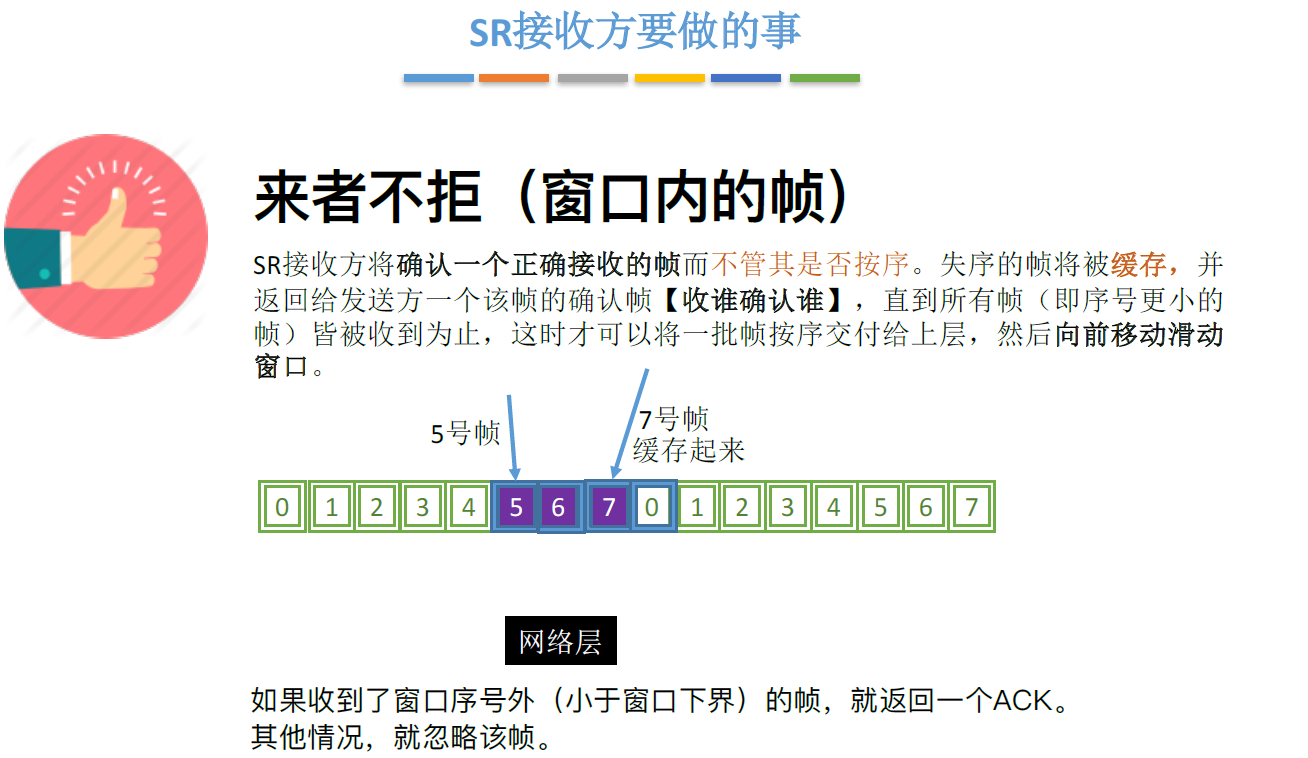 SR接收方要做的事
来者不拒（窗口内的帧）
SR接收方将确认一个正确接收的帧而不管其是否按序。失序的帧将被缓存，并
返回给发送方一个该帧的确认帧【收谁确认谁】，直到所有帧（即序号更小的
帧）皆被收到为止，这时才可以将一批帧按序交付给上层，然后向前移动滑动
窗口。
5号帧
7号帧
缓存起来
0 1 2 3 4 5 6 7 0 1 2 3 4 5 6 7
网络层
如果收到了窗口序号外（小于窗口下界）的帧，就返回一个ACK。
其他情况，就忽略该帧。